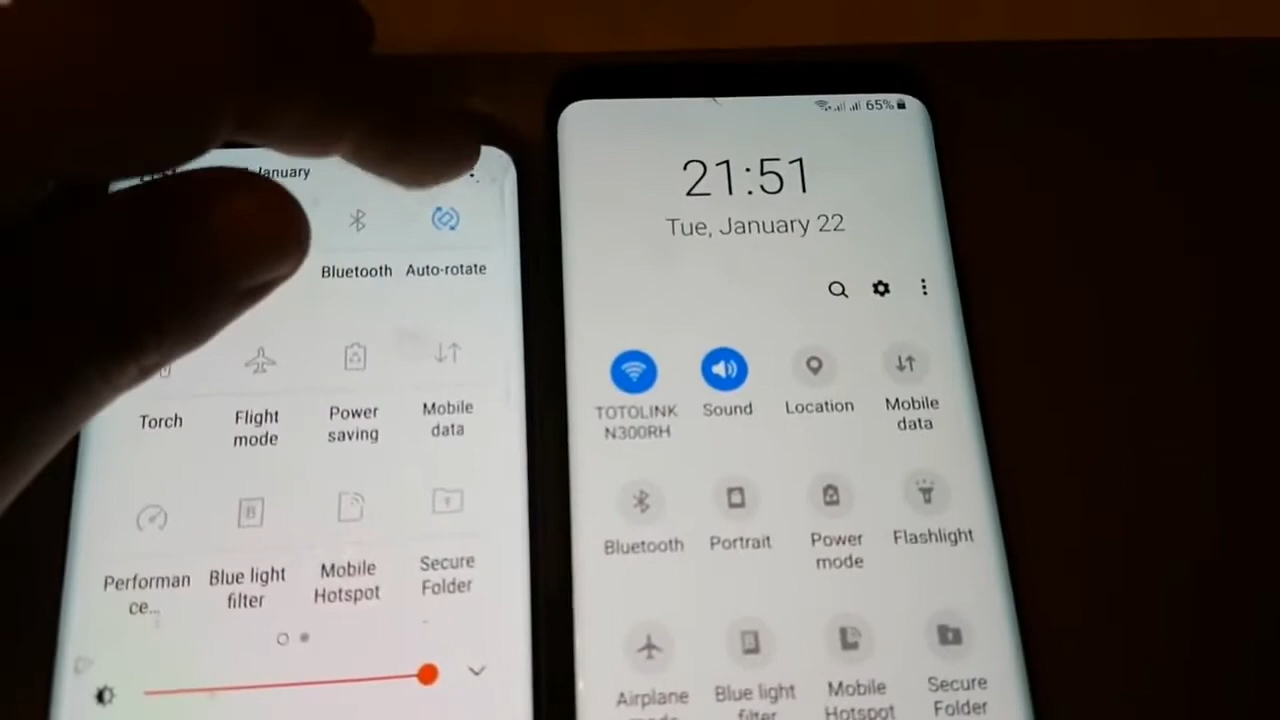 January
Bluetooth
Auto-rotate
Torch
Flight
mode
Power
saving
Mobile
data
Performan
ce...
Blue light
filter
Mobile
Hotspot
Secure
Folder
65%
21:51
Tue, January 22
TOTOLINK
N300RH
Sound
Location
Mobile
data
Bluetooth
Portrait
Power
mode
Flashlight
Airplane
mode
Blue light
filter
Mobile
Hotspot
Secure
Folder